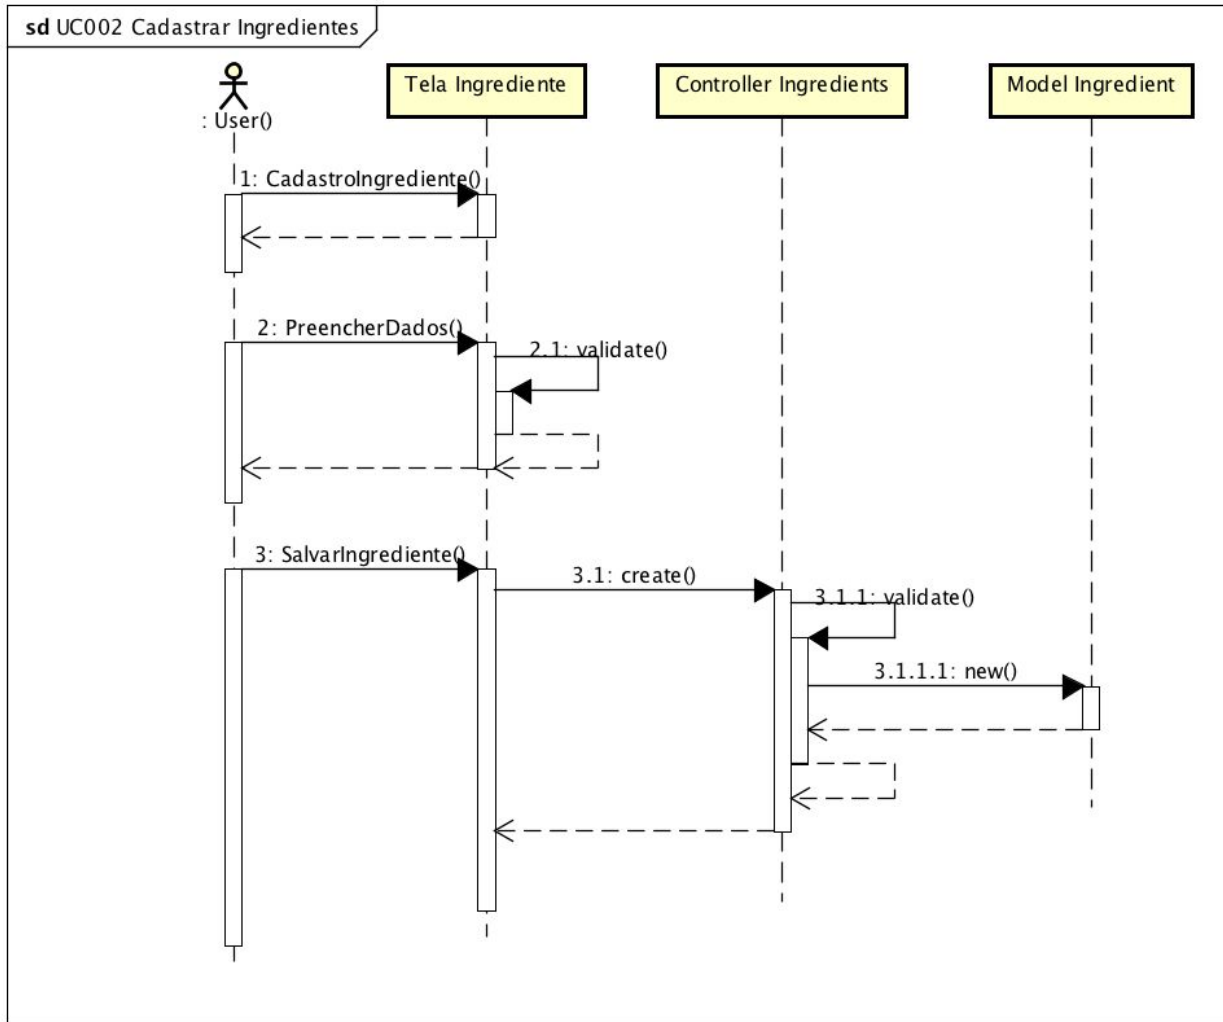 sd UC002 Cadastrar Ingredientes
: User()
Tela Ingrediente
Controller Ingredients
Model Ingredient
1: CadastroIngrediente()
2: PreencherDados()
2.1: validate()
3: SalvarIngrediente()
3.1: create()
3.1.1: validate()
3.1.1.1: new()